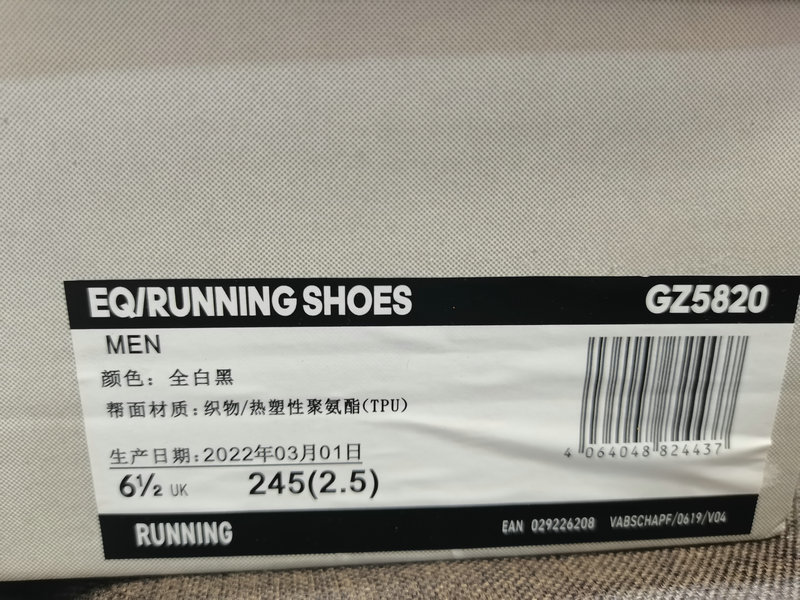 EQ/RUNNING SHOES GZ5820
MEN
颜色：全白黑
帮面材质：织物/热塑性聚氨酯(TPU)
生产日期：2022年03月01日
6½ UK 245(2.5)
4 064048 824437
RUNNING EAN 029226208 VABSCHAPF/0619/V04